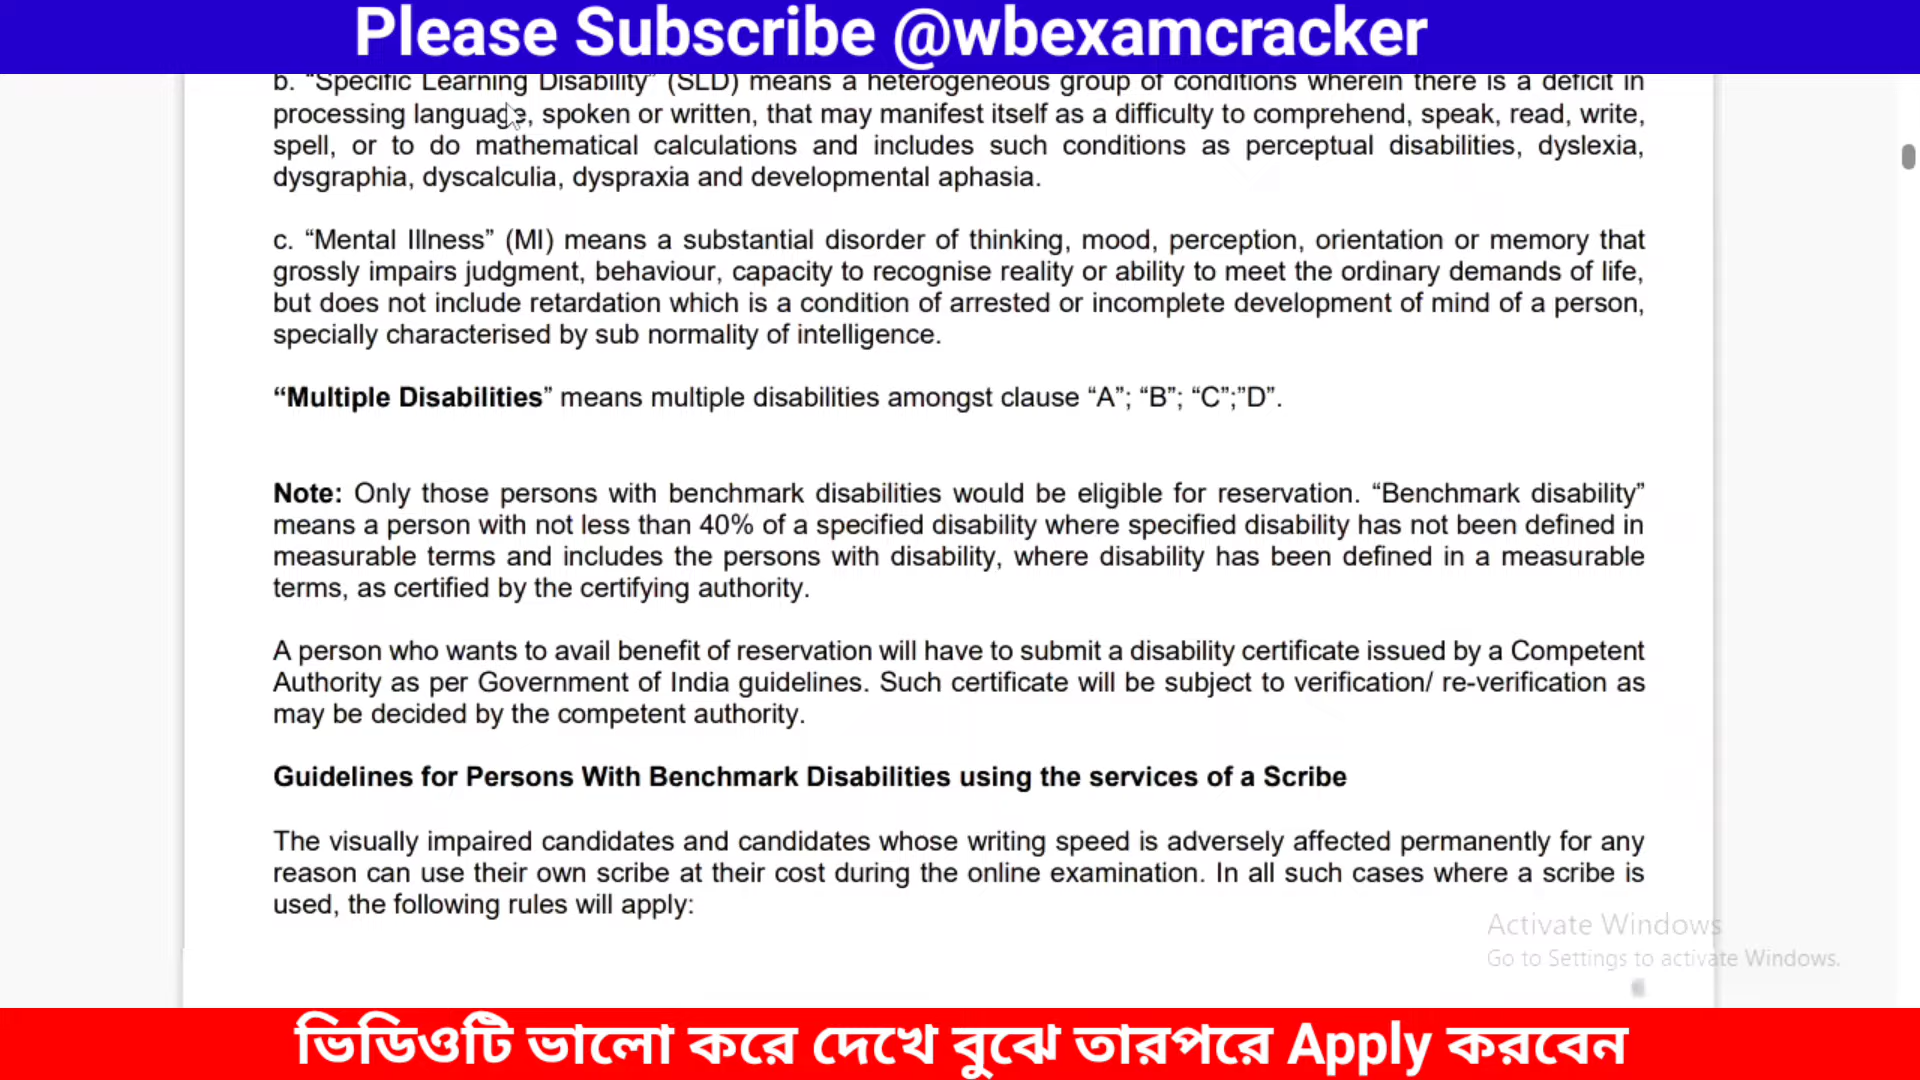 Please Subscribe @wbexamcracker
b. “Specific Learning Disability” (SLD) means a heterogeneous group of conditions wherein there is a deficit in
processing language, spoken or written, that may manifest itself as a difficulty to comprehend, speak, read, write,
spell, or to do mathematical calculations and includes such conditions as perceptual disabilities, dyslexia,
dysgraphia, dyscalculia, dyspraxia and developmental aphasia.
c. “Mental Illness” (MI) means a substantial disorder of thinking, mood, perception, orientation or memory that
grossly impairs judgment, behaviour, capacity to recognise reality or ability to meet the ordinary demands of life,
but does not include retardation which is a condition of arrested or incomplete development of mind of a person,
specially characterised by sub normality of intelligence.
“Multiple Disabilities” means multiple disabilities amongst clause “A”; “B”; “C”;”D”.
Note: Only those persons with benchmark disabilities would be eligible for reservation. “Benchmark disability”
means a person with not less than 40% of a specified disability where specified disability has not been defined in
measurable terms and includes the persons with disability, where disability has been defined in a measurable
terms, as certified by the certifying authority.
A person who wants to avail benefit of reservation will have to submit a disability certificate issued by a Competent
Authority as per Government of India guidelines. Such certificate will be subject to verification/ re-verification as
may be decided by the competent authority.
Guidelines for Persons With Benchmark Disabilities using the services of a Scribe
The visually impaired candidates and candidates whose writing speed is adversely affected permanently for any
reason can use their own scribe at their cost during the online examination. In all such cases where a scribe is
used, the following rules will apply:
Activate Windows
Go to Settings to activate Windows.
ভিডিওটি ভালো করে দেখে বুঝে তারপরে Apply করবেন